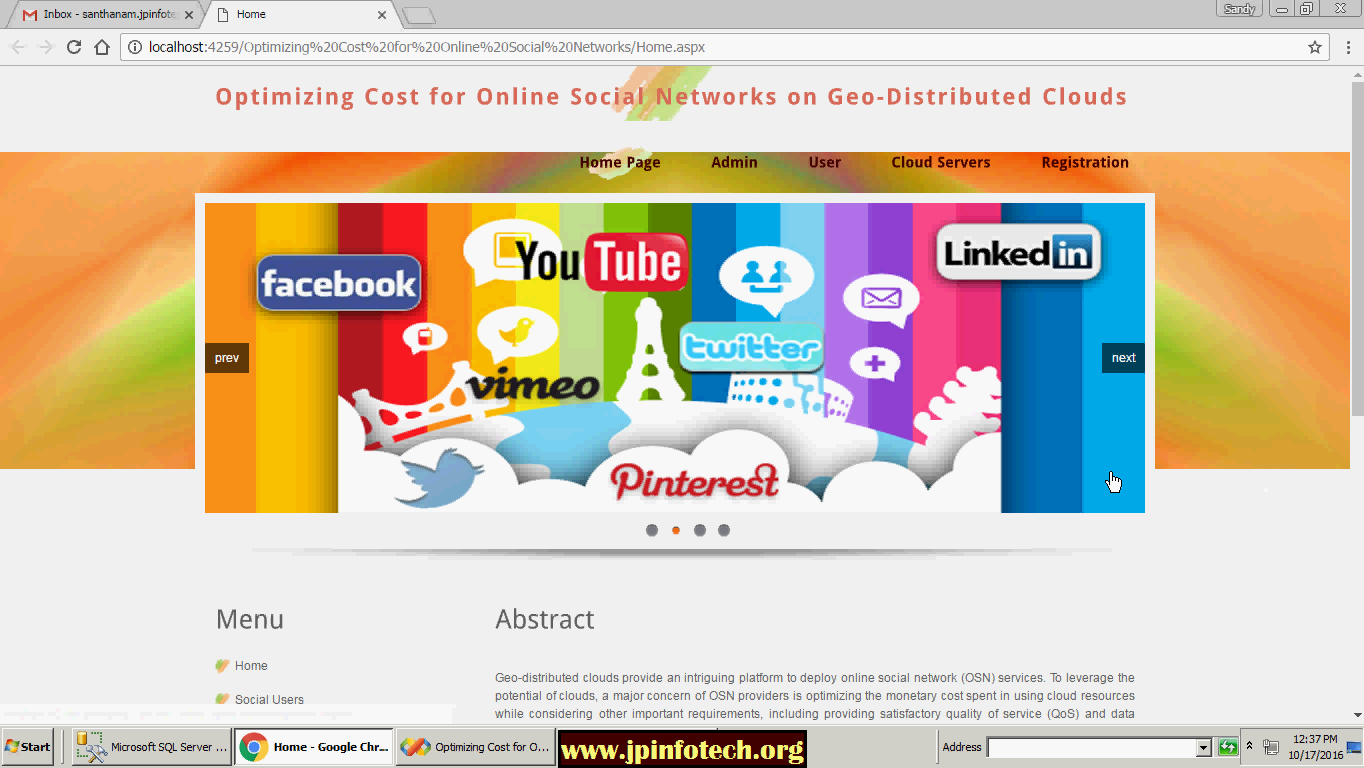 Inbox - santhanam.jpinfote
Home
Sandy
localhost:4259/Optimizing%20Cost%20for%20Online%20Social%20Networks/Home.aspx
Optimizing Cost for Online Social Networks on Geo-Distributed Clouds
Home Page Admin User Cloud Servers Registration
facebook
YouTube
Linked in
twitter
vimeo
Pinterest
prev
next
Menu
Home
Social Users
Abstract
Geo-distributed clouds provide an intriguing platform to deploy online social network (OSN) services. To leverage the
potential of clouds, a major concern of OSN providers is optimizing the monetary cost spent in using cloud resources
while considering other important requirements, including providing satisfactory quality of service (QoS) and data
Start
Microsoft SQL Server ...
Home - Google Chr...
Optimizing Cost for O...
www.jpinfotech.org
Address
12:37 PM
10/17/2016